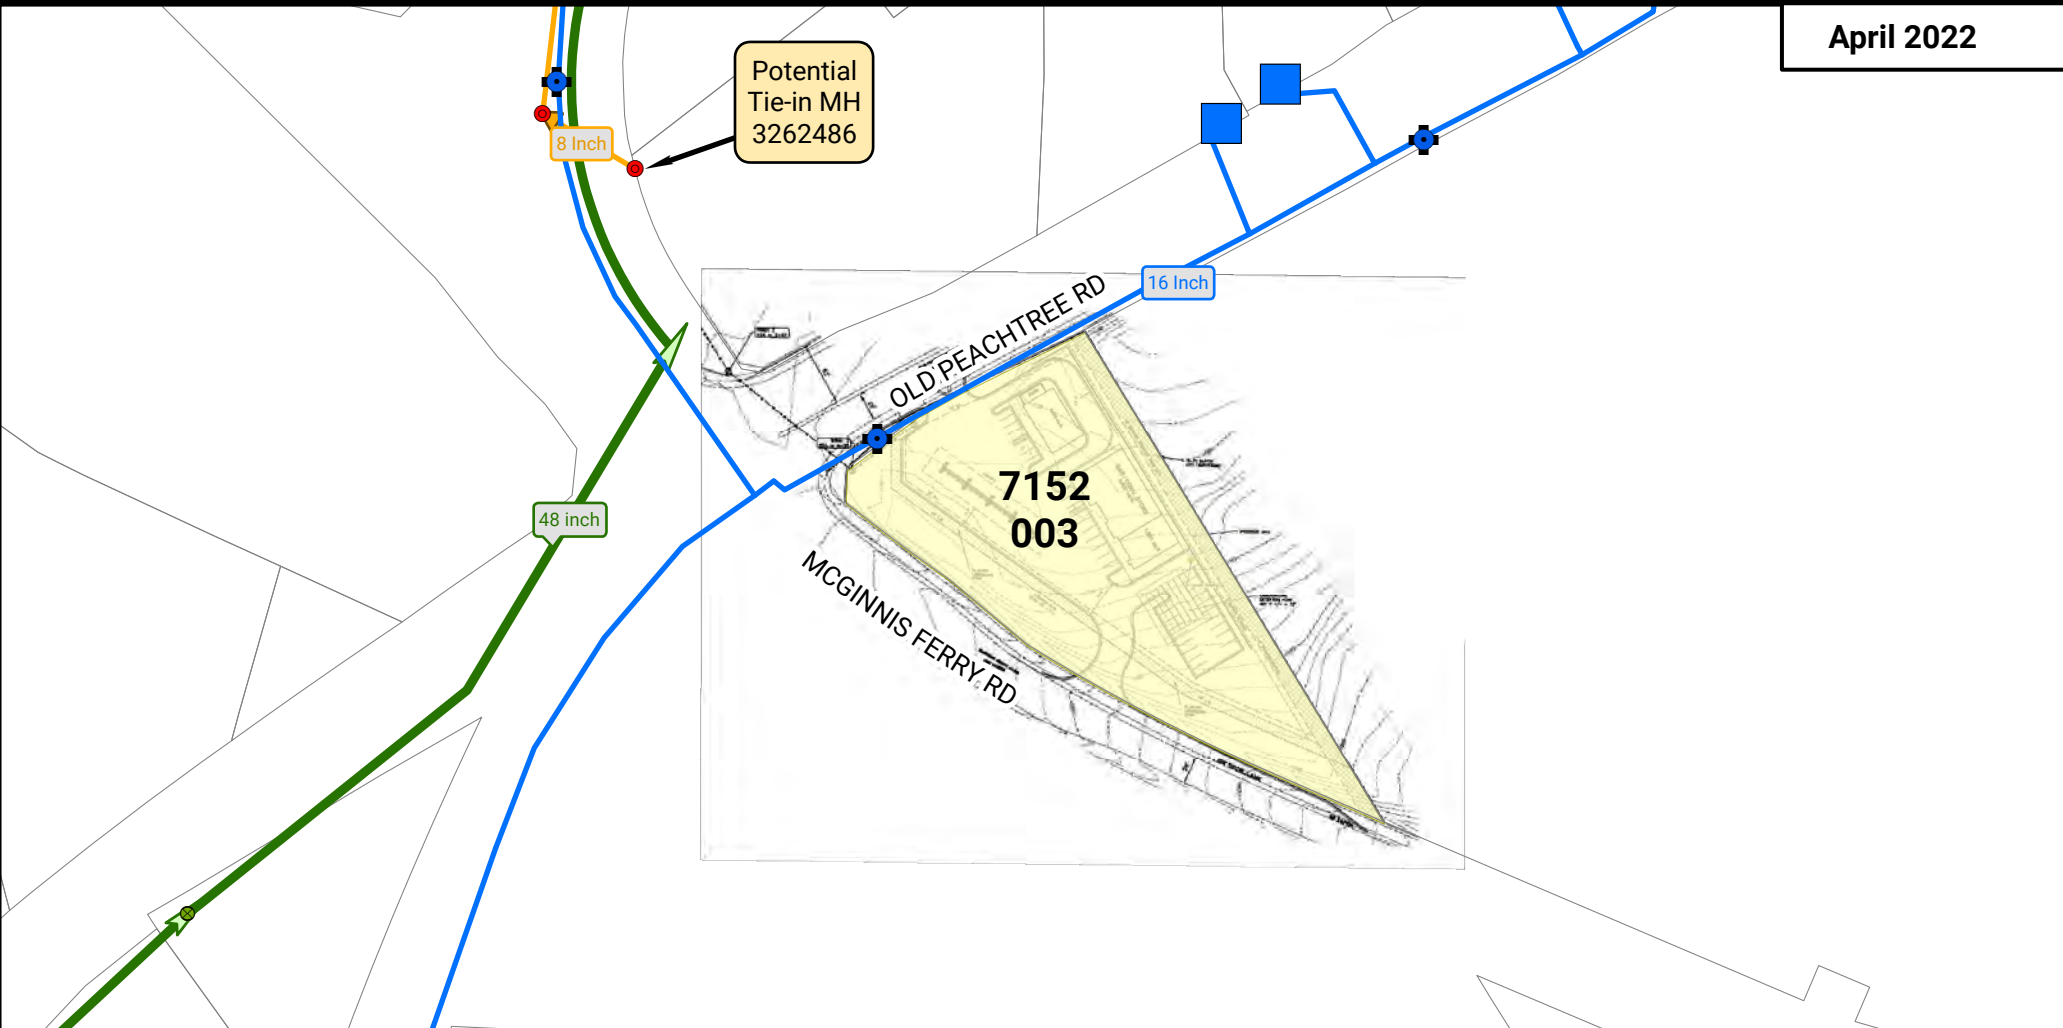 April 2022
Potential
Tie-in MH
3262486
8 Inch
16 Inch
OLD PEACHTREE RD
7152
003
48 inch
MCGINNIS FERRY RD